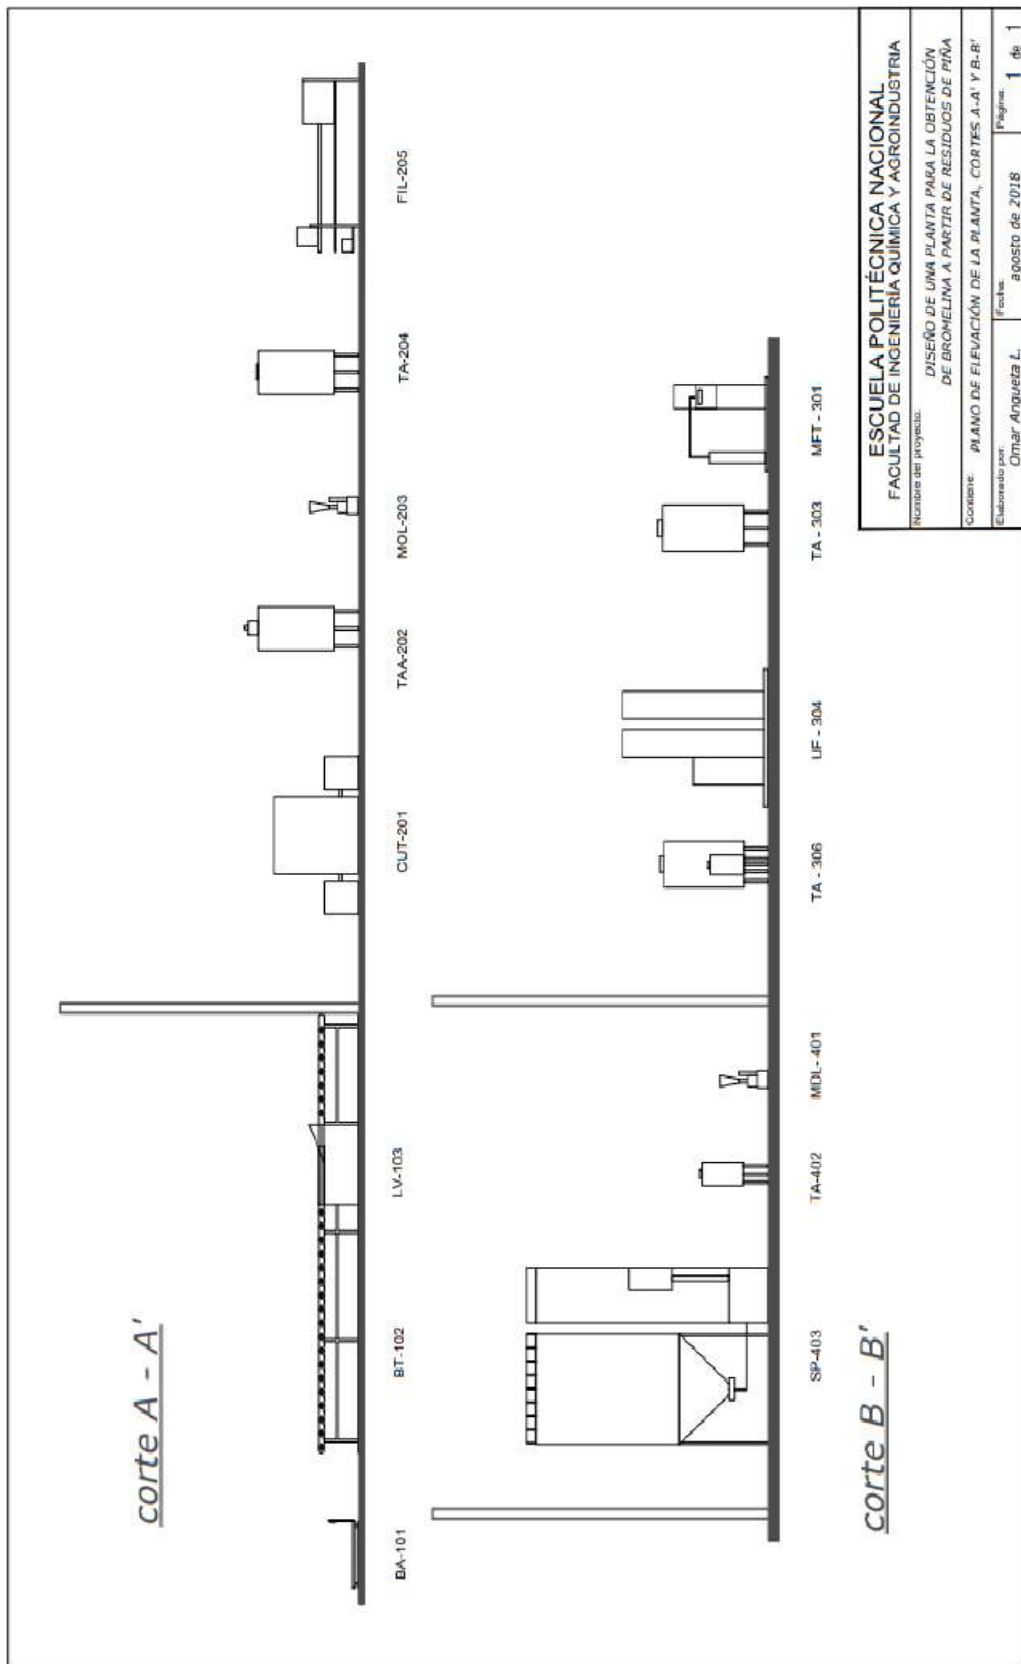 corte A - A'
BA-101
BT-102
LV-103
CUT-201
TAA-202
MOL-203
TA-204
FIL-205
SP-403
TA-402
MDL-401
TA - 306
UF - 304
TA - 303
MFT - 301
corte B - B'
ESCUELA POLITÉCNICA NACIONAL
FACULTAD DE INGENIERÍA QUÍMICA Y AGROINDUSTRIA
Nombre del proyecto:
DISEÑO DE UNA PLANTA PARA LA OBTENCIÓN
DE BROMELINA A PARTIR DE RESIDUOS DE PIÑA
Contiene: PLANO DE ELEVACIÓN DE LA PLANTA, CORTES A-A' Y B-B'
Elaborado por: Omar Angueta L.
Fecha: agosto de 2018
Página: 1 de 1